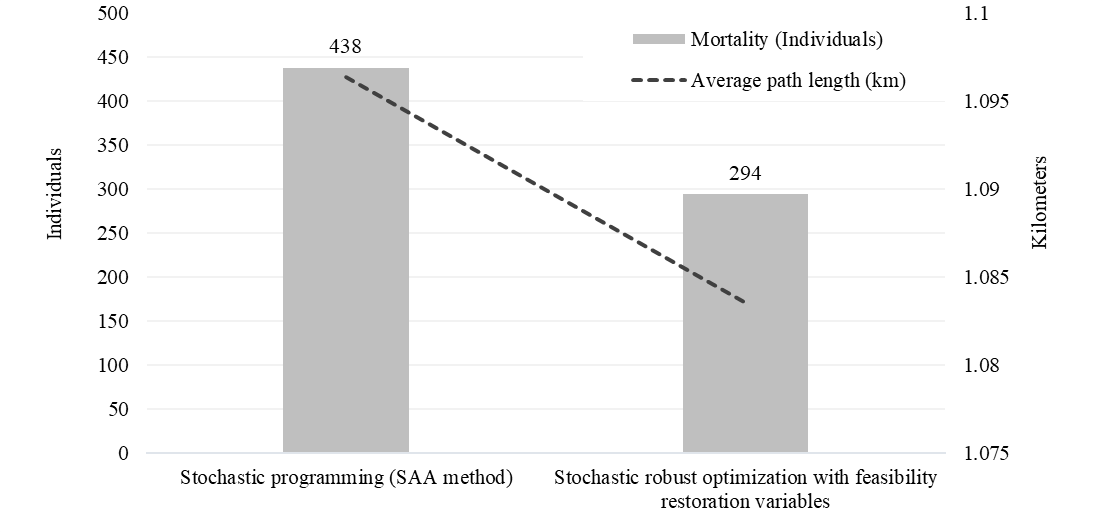 500
450
400
350
300
250
200
150
100
50
0
Individuals
438
294
Mortality (Individuals)
Average path length (km)
1.1
1.095
1.09
1.085
1.08
1.075
Kilometers
Stochastic programming (SAA method)
Stochastic robust optimization with feasibility
restoration variables